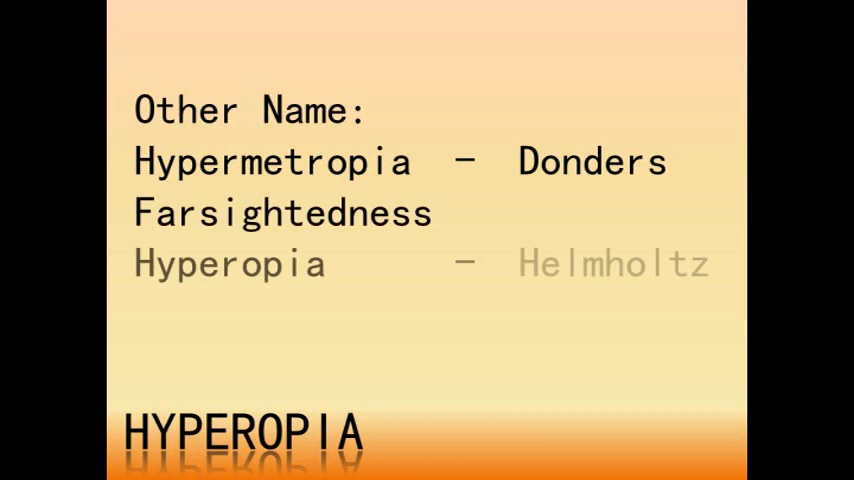 Other Name:
Hypermetropia - Donders
Farsightedness
Hyperopia - Helmholtz
HYPEROPIA